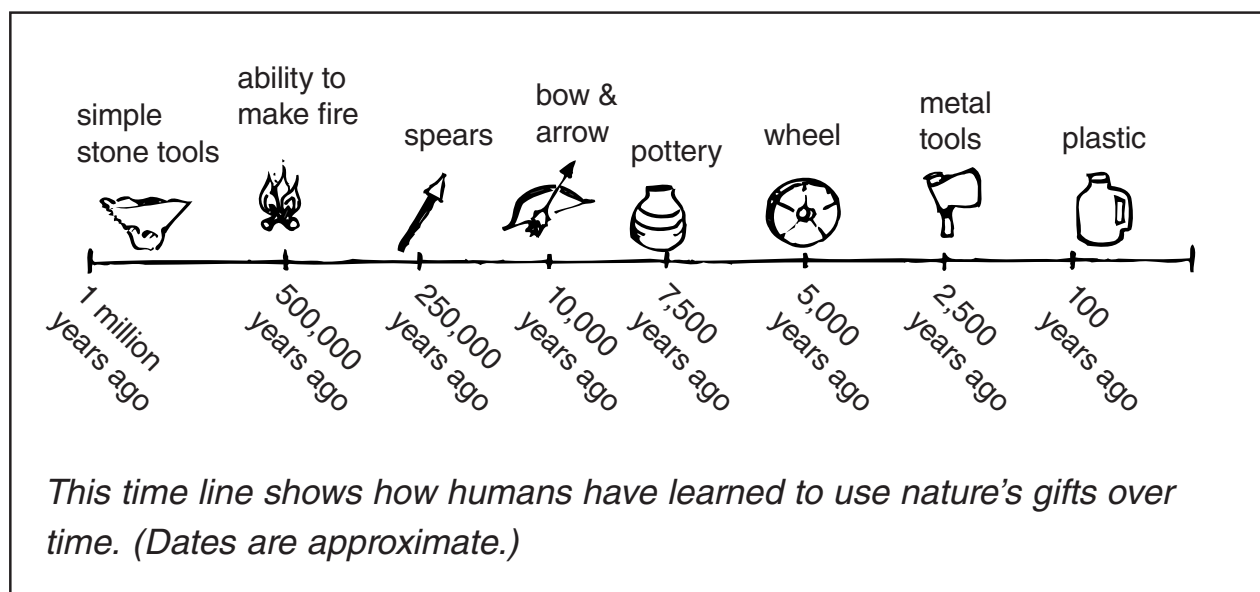 simple
stone tools
ability to
make fire
spears
bow &
arrow
pottery
wheel
metal
tools
plastic
1 million
years ago
500,000
years ago
250,000
years ago
10,000
years ago
7,500
years ago
5,000
years ago
2,500
years ago
100
years ago
This time line shows how humans have learned to use nature’s gifts over
time. (Dates are approximate.)